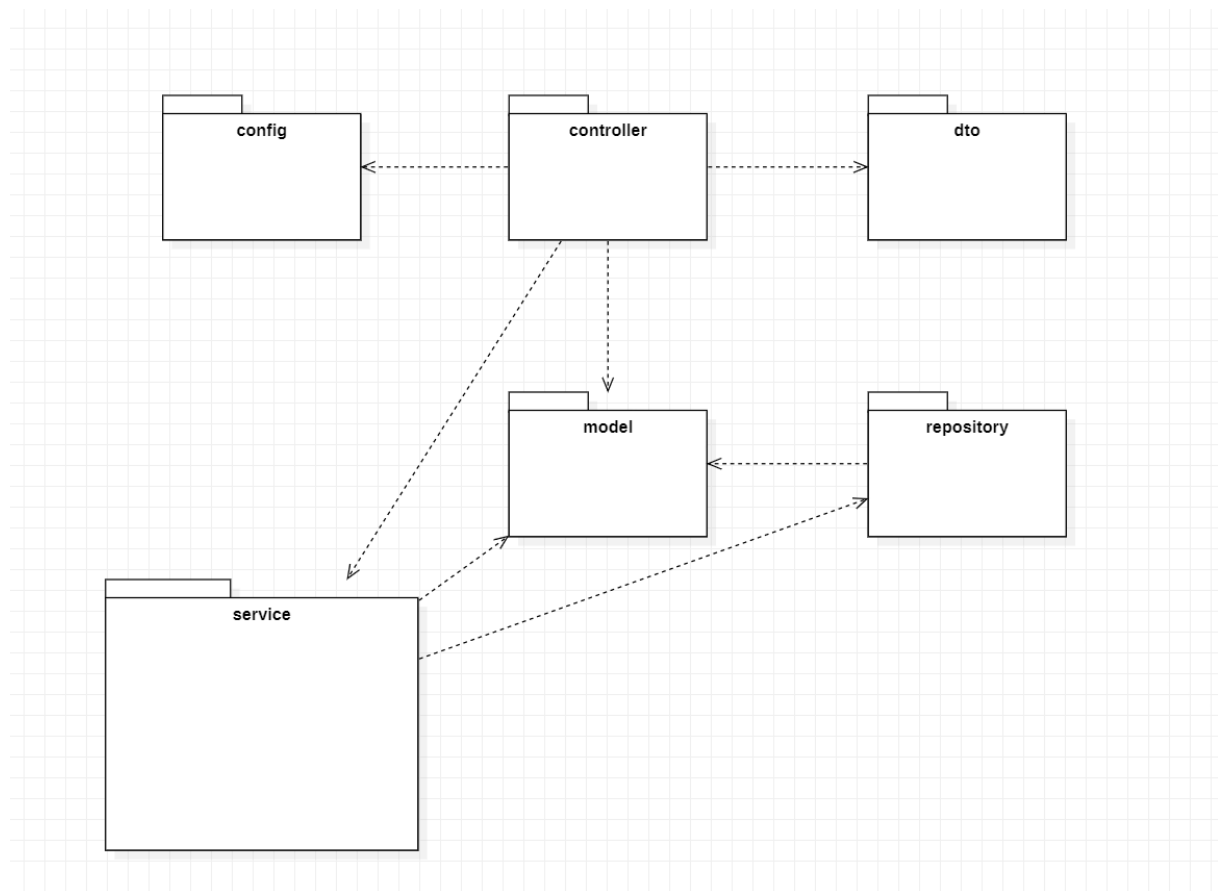 config
controller
dto
model
repository
service